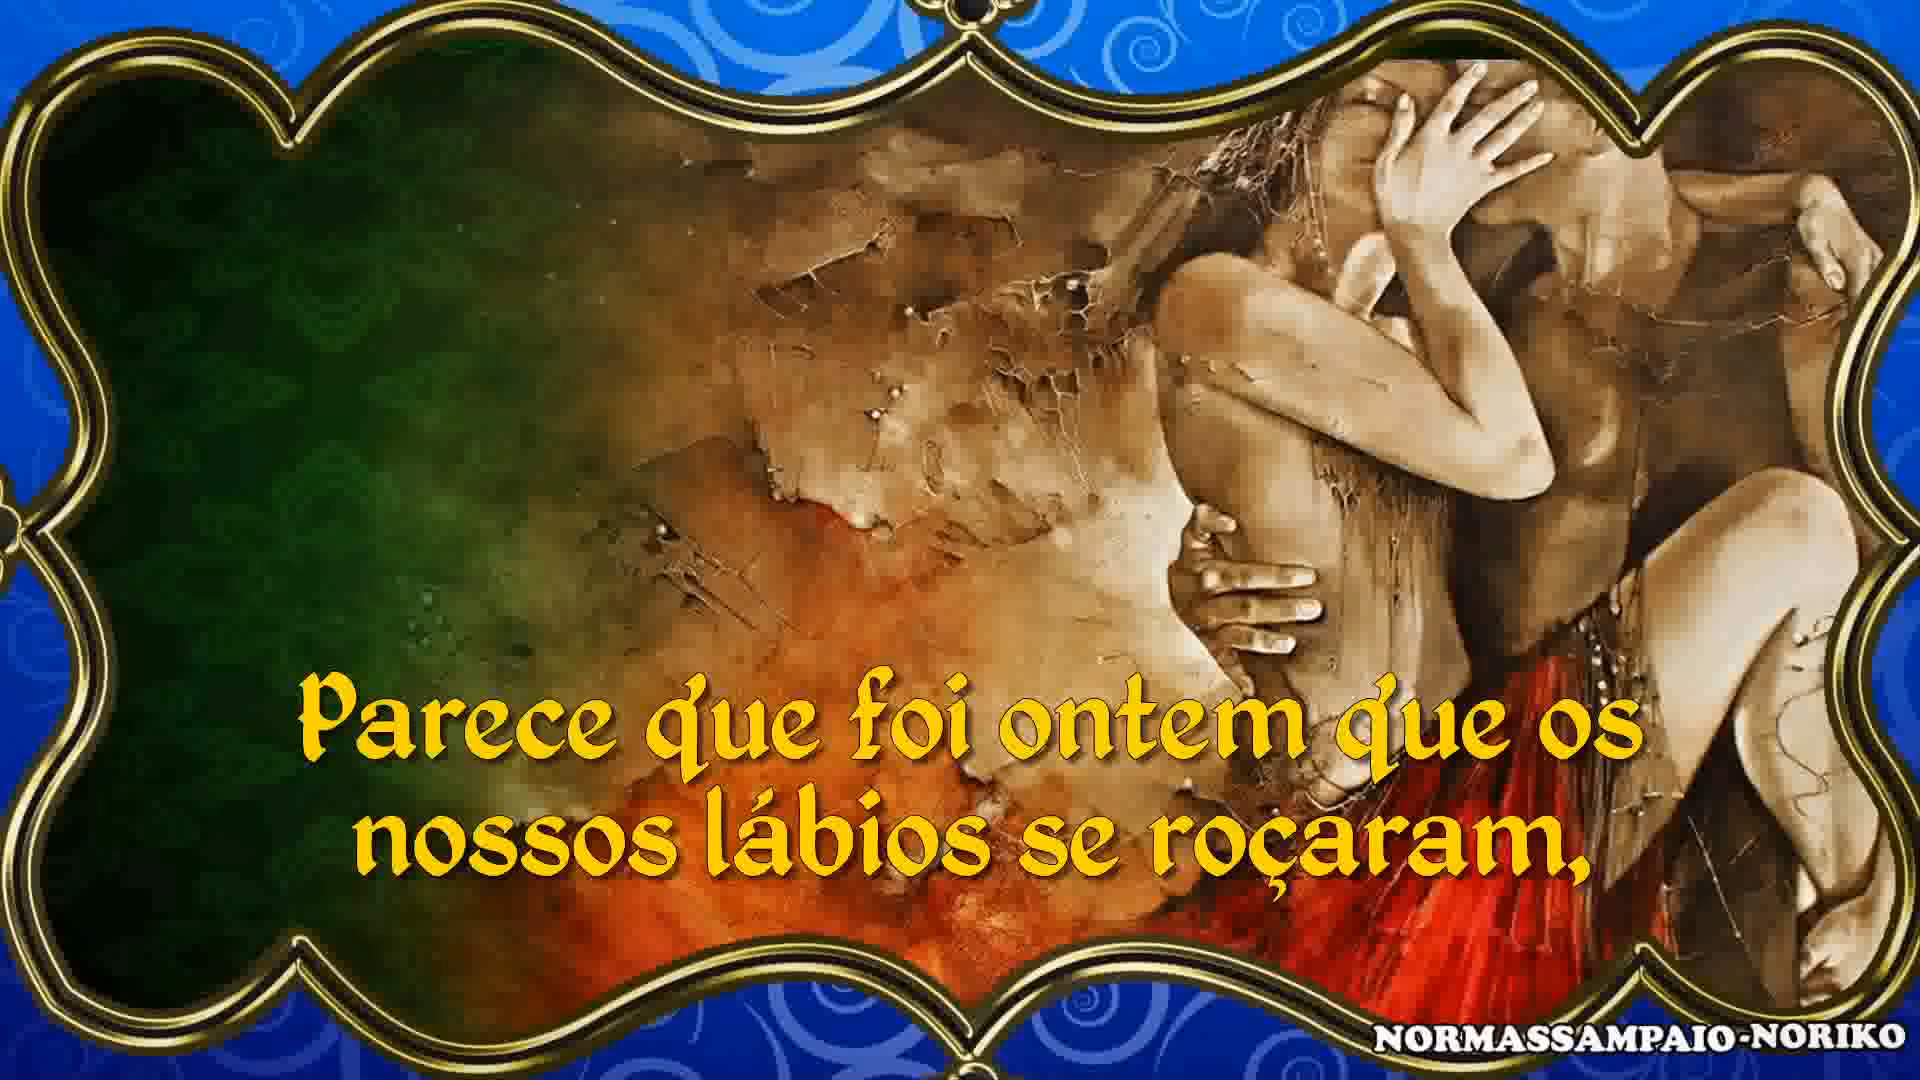 Parece que foi ontem que os
nossos lábios se roçaram,
NORMASSAMPAIO-NORIKO